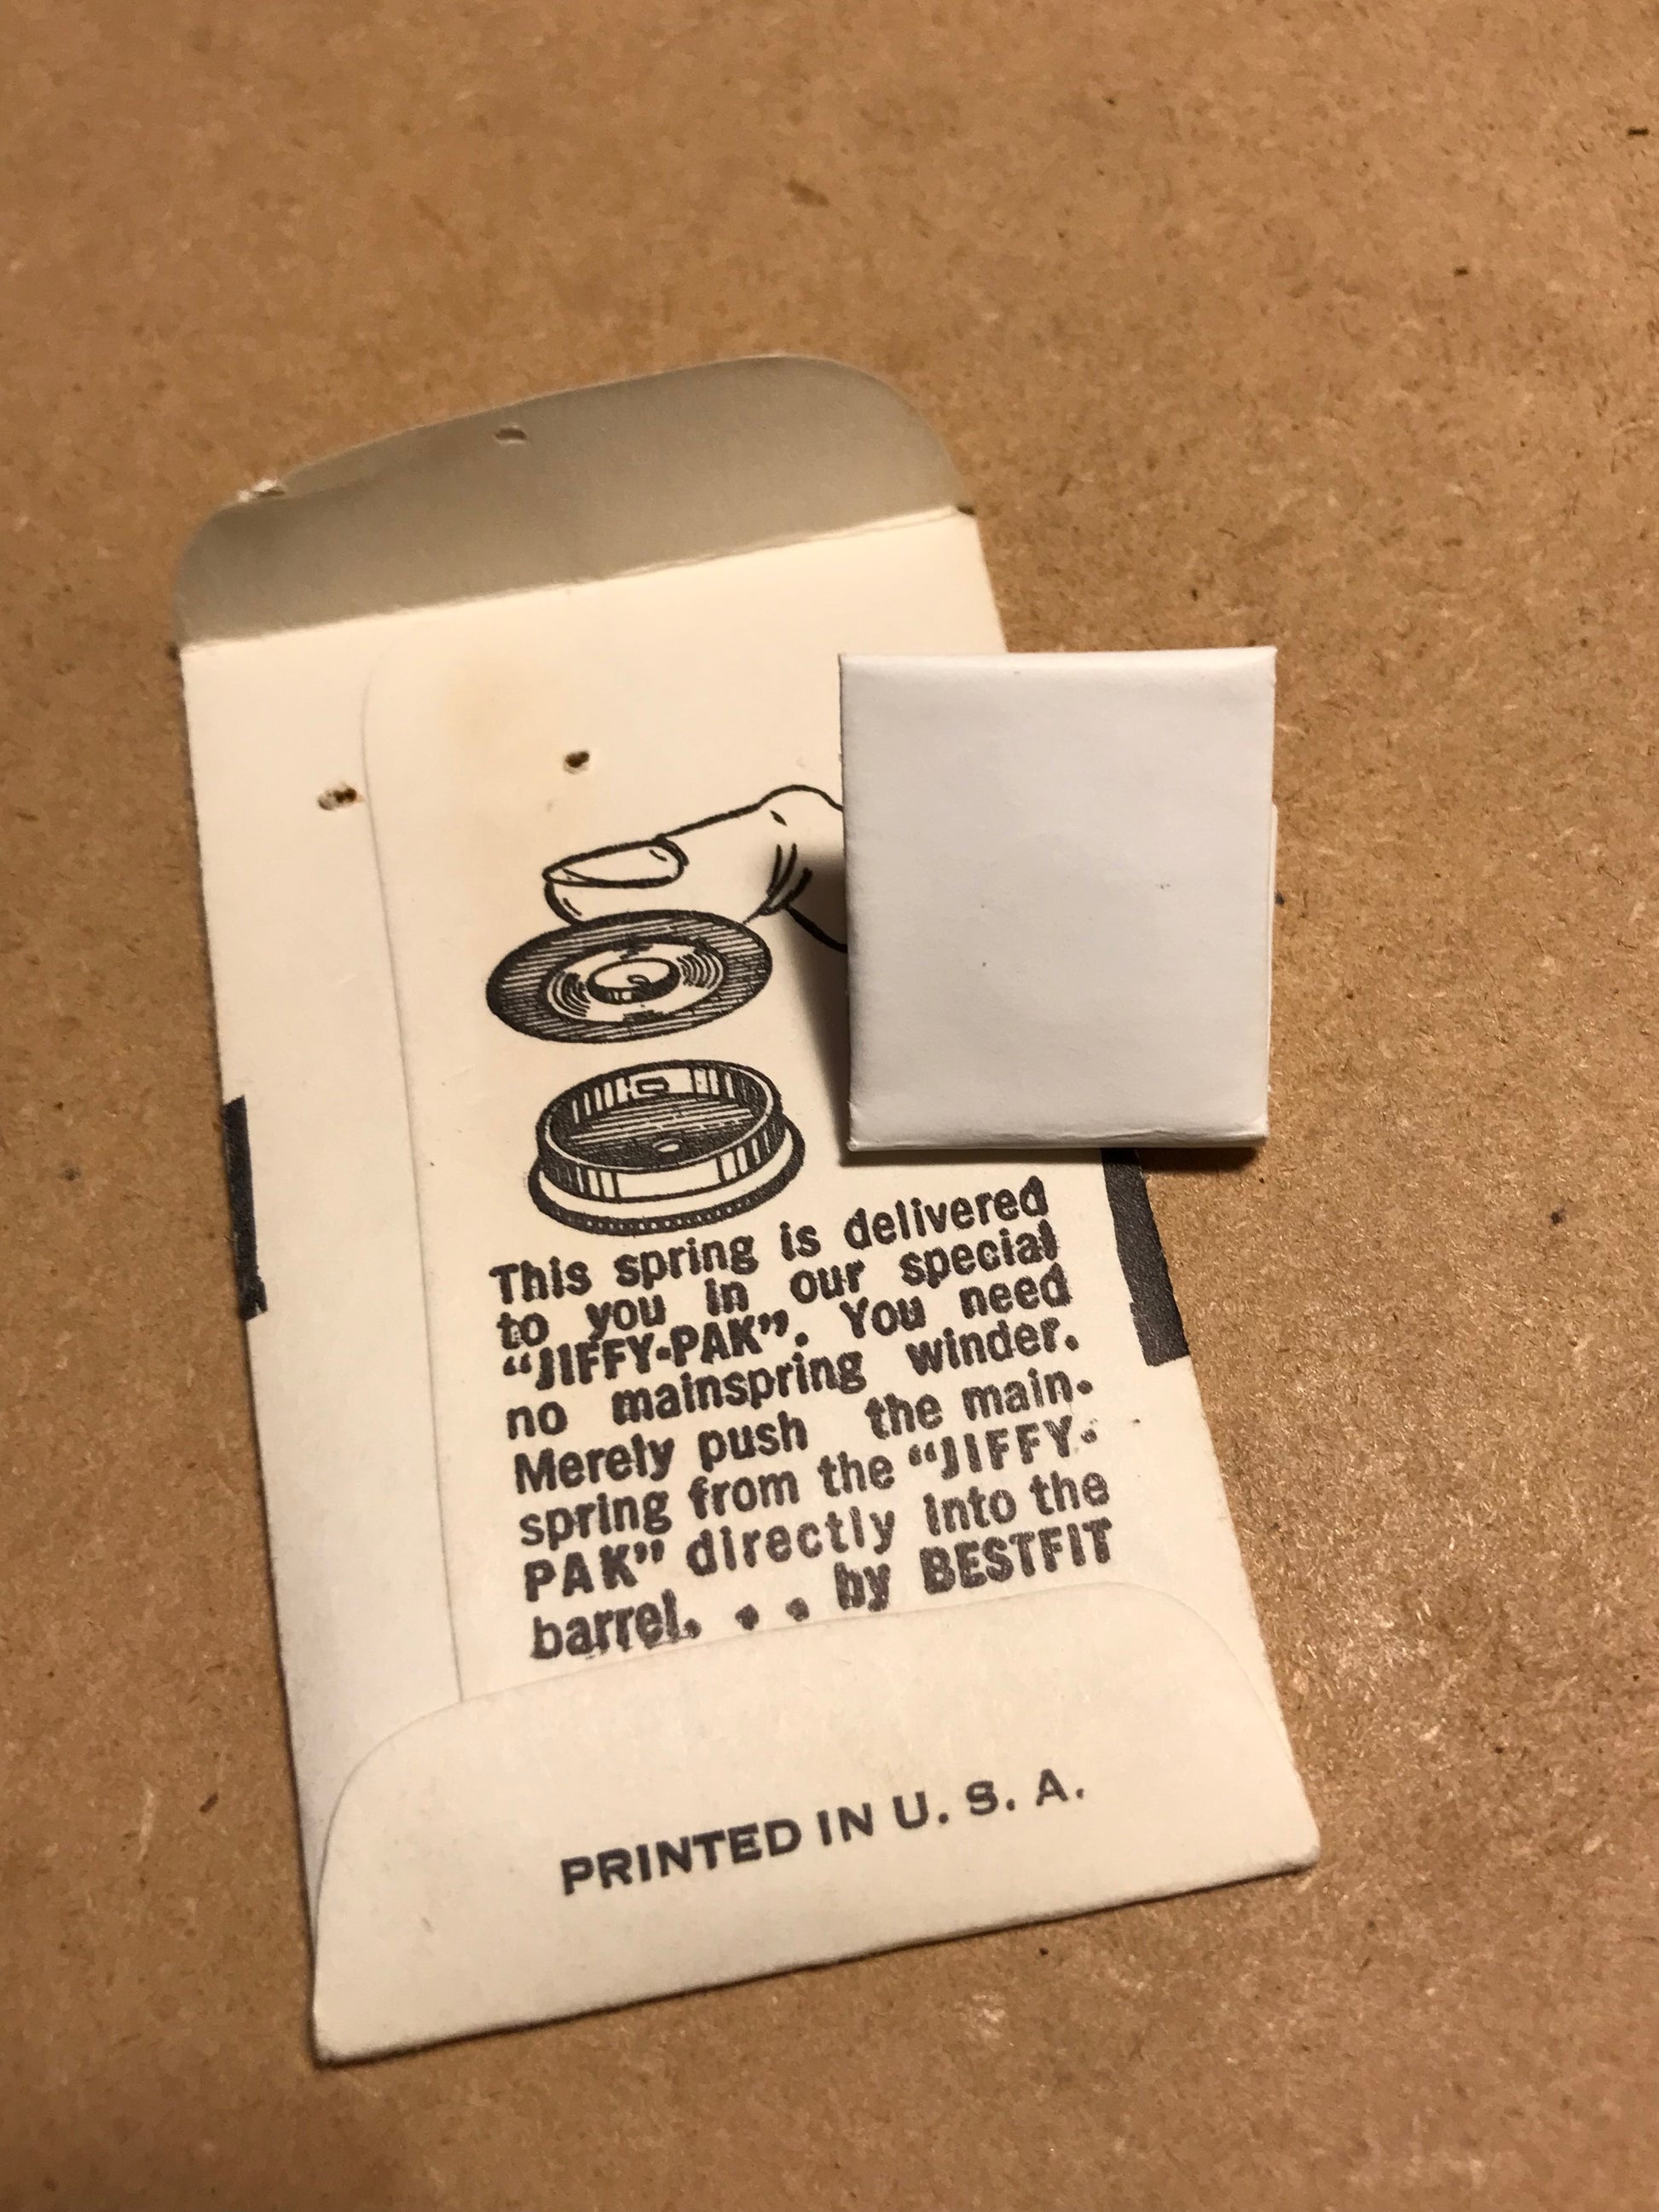 This spring is delivered
to you in our special
“JIFFY-PAK”. You need
no mainspring winder.
Merely push the main-
spring from the “JIFFY-
PAK” directly into the
barrel. . . by BESTFIT
PRINTED IN U. S. A.